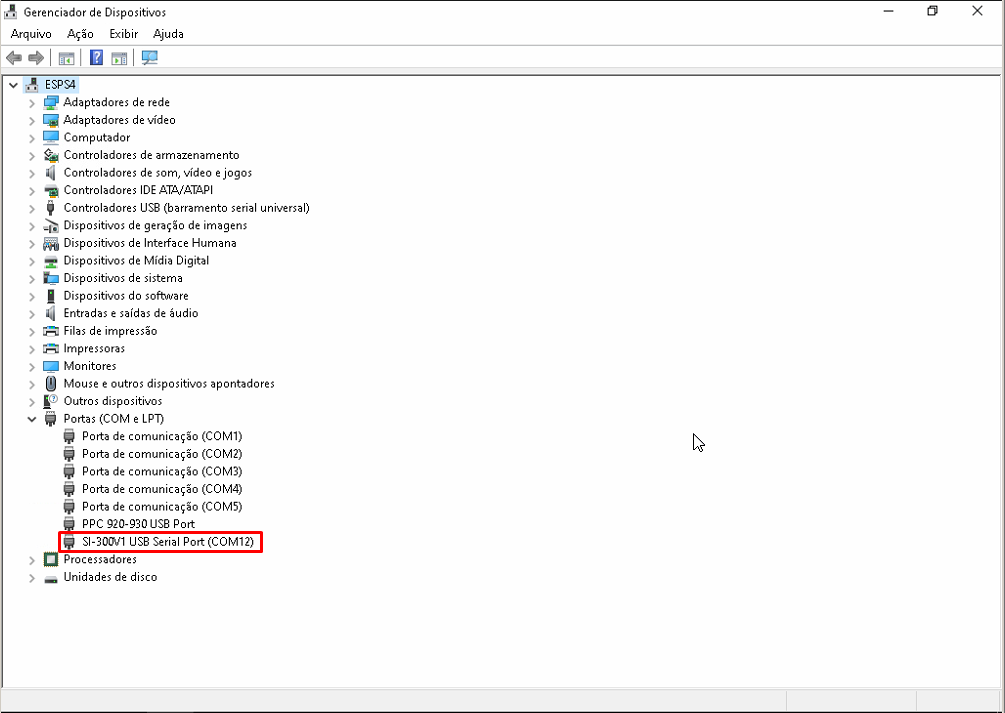 Gerenciador de Dispositivos
Arquivo Ação Exibir Ajuda
ESPS4
Adaptadores de rede
Adaptadores de vídeo
Computador
Controladores de armazenamento
Controladores de som, vídeo e jogos
Controladores IDE ATA/ATAPI
Controladores USB (barramento serial universal)
Dispositivos de geração de imagens
Dispositivos de Interface Humana
Dispositivos de Mídia Digital
Dispositivos de sistema
Dispositivos do software
Entradas e saídas de áudio
Filas de impressão
Impressoras
Monitores
Mouse e outros dispositivos apontadores
Outros dispositivos
Portas (COM e LPT)
Porta de comunicação (COM1)
Porta de comunicação (COM2)
Porta de comunicação (COM3)
Porta de comunicação (COM4)
Porta de comunicação (COM5)
PPC 920-930 USB Port
SI-300V1 USB Serial Port (COM12)
Processadores
Unidades de disco